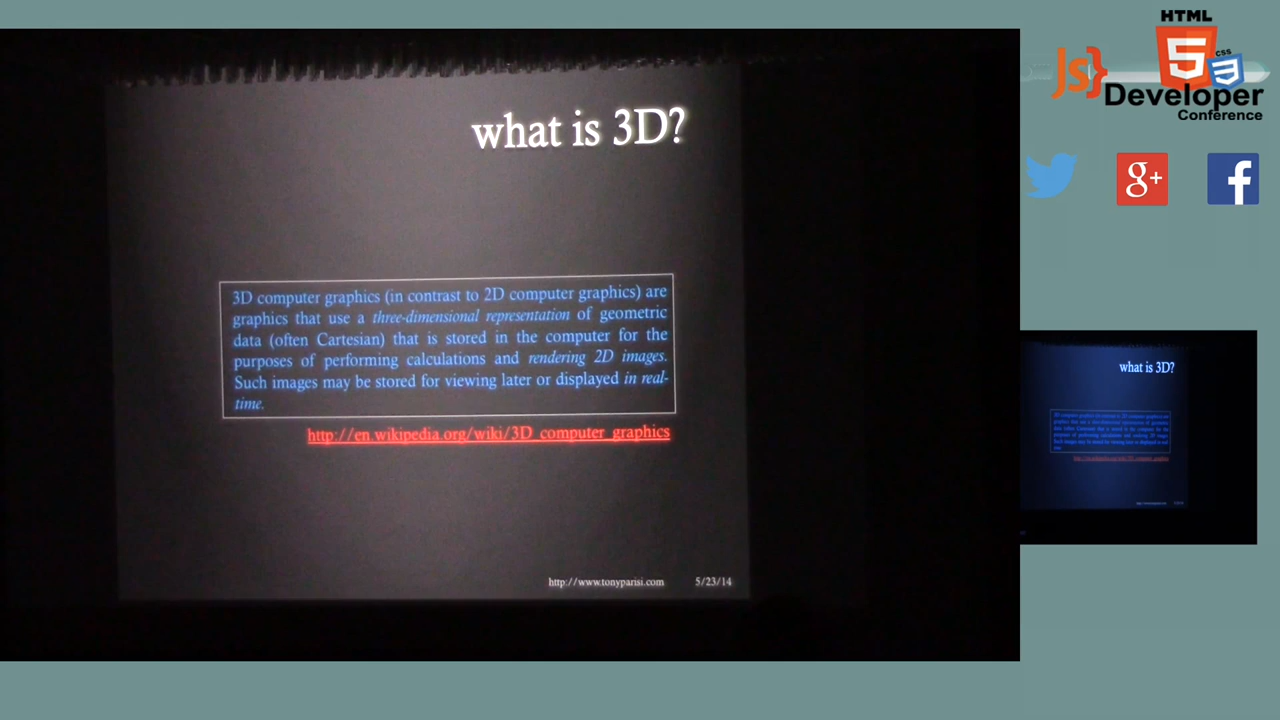 what is 3D?
3D computer graphics (in contrast to 2D computer graphics) are
graphics that use a three-dimensional representation of geometric
data (often Cartesian) that is stored in the computer for the
purposes of performing calculations and rendering 2D images.
Such images may be stored for viewing later or displayed in real-
time.
http://en.wikipedia.org/wiki/3D_computer_graphics
http://www.tonyparisi.com 5/23/14
HTML
5
css
3
JS}
Developer
Conference
g+
f
what is 3D?